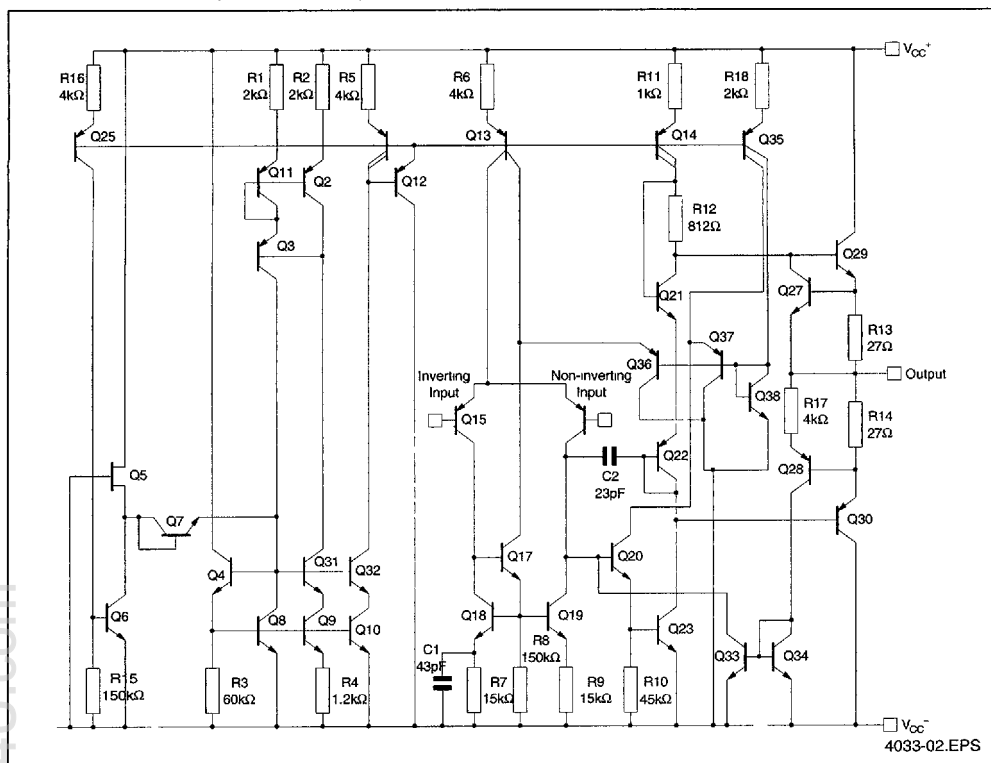 VCC+
R16
4kΩ
R1
2kΩ
R2
2kΩ
R5
4kΩ
R6
4kΩ
R11
1kΩ
R18
2kΩ
Q25
Q13
Q14
Q35
Q11
Q2
Q12
R12
812Ω
Q3
Q29
Q21
Q27
R13
27Ω
Q37
Q36
Output
Inverting
Input
Non-inverting
Input
Q38
R17
4kΩ
R14
27Ω
Q15
Q5
C2
23pF
Q22
Q28
Q7
Q30
Q4
Q31
Q32
Q17
Q20
Q6
Q8
Q9
Q10
Q18
Q19
Q23
C1
43pF
R8
150kΩ
Q33
Q34
R15
150kΩ
R3
60kΩ
R4
1.2kΩ
R7
15kΩ
R9
15kΩ
R10
45kΩ
VCC-
4033-02.EPS